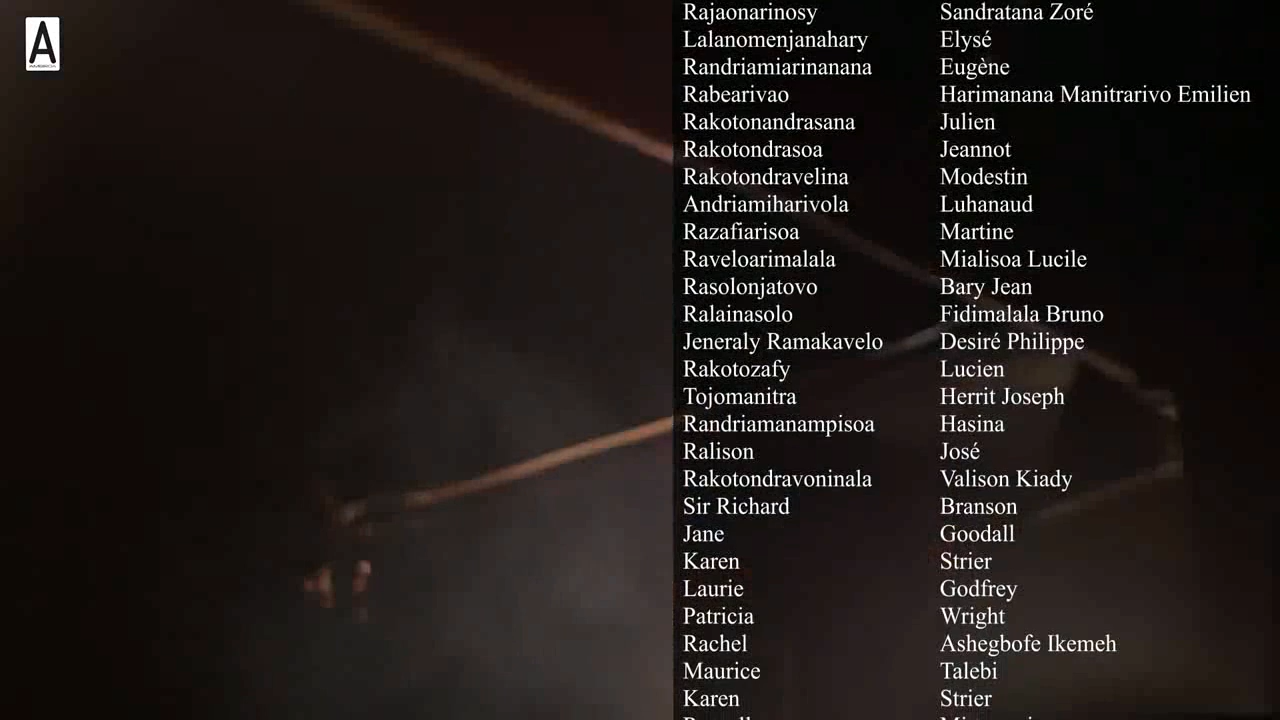 A
Rajaonarinosy Sandratana Zoré
Lalanomenjanahary Elysé
Randriamiarinanana Eugène
Rabearivao Harimanana Manitrarivo Emilien
Rakotonandrasana Julien
Rakotondrasoa Jeannot
Rakotondravelina Modestin
Andriamiharivola Luhanaud
Razafiarisoa Martine
Raveloarimalala Mialisoa Lucile
Rasolonjatovo Bary Jean
Ralainasolo Fidimalala Bruno
Jeneraly Ramakavelo Desiré Philippe
Rakotozafy Lucien
Tojomanitra Herrit Joseph
Randriamanampisoa Hasina
Ralison José
Rakotondravoninala Valison Kiady
Sir Richard Branson
Jane Goodall
Karen Strier
Laurie Godfrey
Patricia Wright
Rachel Ashegbofe Ikemeh
Maurice Talebi
Karen Strier